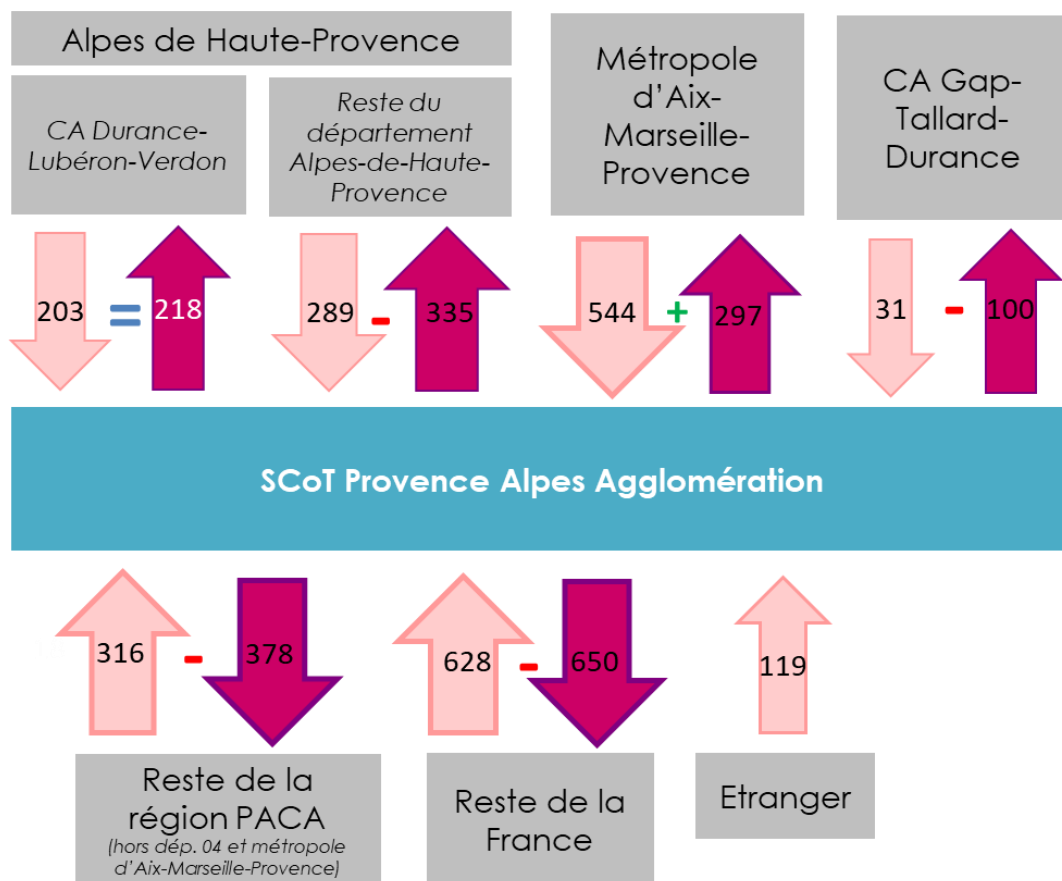 Alpes de Haute-Provence
CA Durance-
Lubéron-Verdon
Reste du
département
Alpes-de-Haute-
Provence
Métropole
d'Aix-
Marseille-
Provence
CA Gap-
Tallard-
Durance
203 = 218
289 - 335
544 + 297
31 - 100
SCoT Provence Alpes Agglomération
316 - 378
628 - 650
119
Reste de la
région PACA
(hors dép. 04 et métropole
d'Aix-Marseille-Provence)
Reste de la
France
Etranger